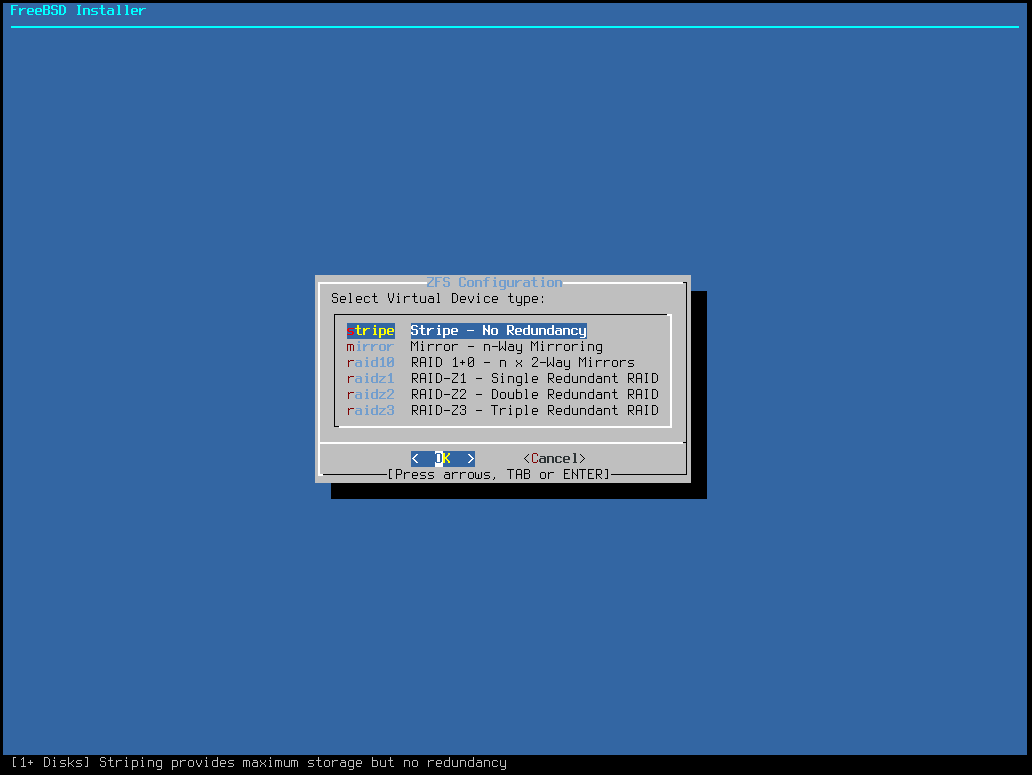 FreeBSD Installer
ZFS Configuration
Select Virtual Device type:
stripe Stripe - No Redundancy
mirror Mirror - n-Way Mirroring
raid10 RAID 1+0 - n x 2-Way Mirrors
raidz1 RAID-Z1 - Single Redundant RAID
raidz2 RAID-Z2 - Double Redundant RAID
raidz3 RAID-Z3 - Triple Redundant RAID
< OK > <Cancel>
[Press arrows, TAB or ENTER]
[1+ Disks] Striping provides maximum storage but no redundancy